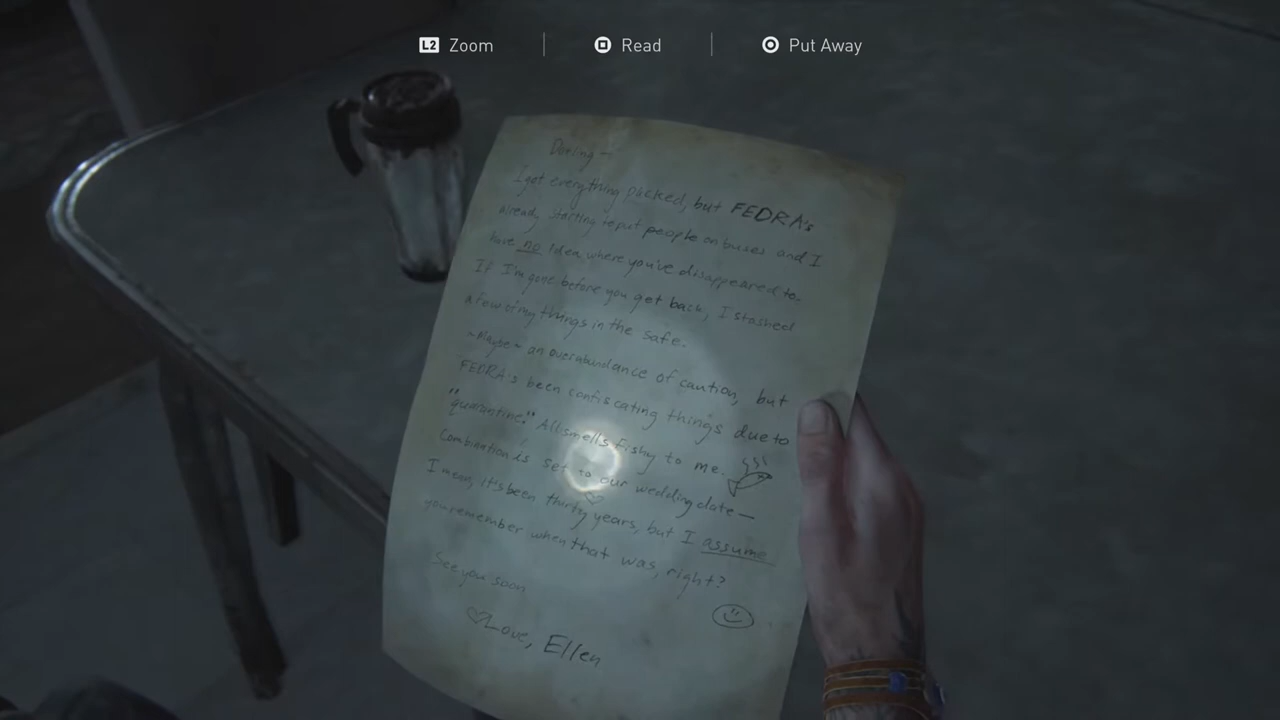 L2 Zoom | Read | Put Away
Darling —
I got everything packed, but FEDRA's
already starting to put people on buses and I
have no idea where you've disappeared to.
If I'm gone before you get back, I stashed
a few of my things in the safe.
~Maybe~ an overabundance of caution, but
FEDRA's been confiscating things due to
"quarantine." All smells fishy to me.
Combination is set to our wedding date—
I mean, it's been thirty years, but I assume
you remember when that was, right?
See you soon
Love, Ellen